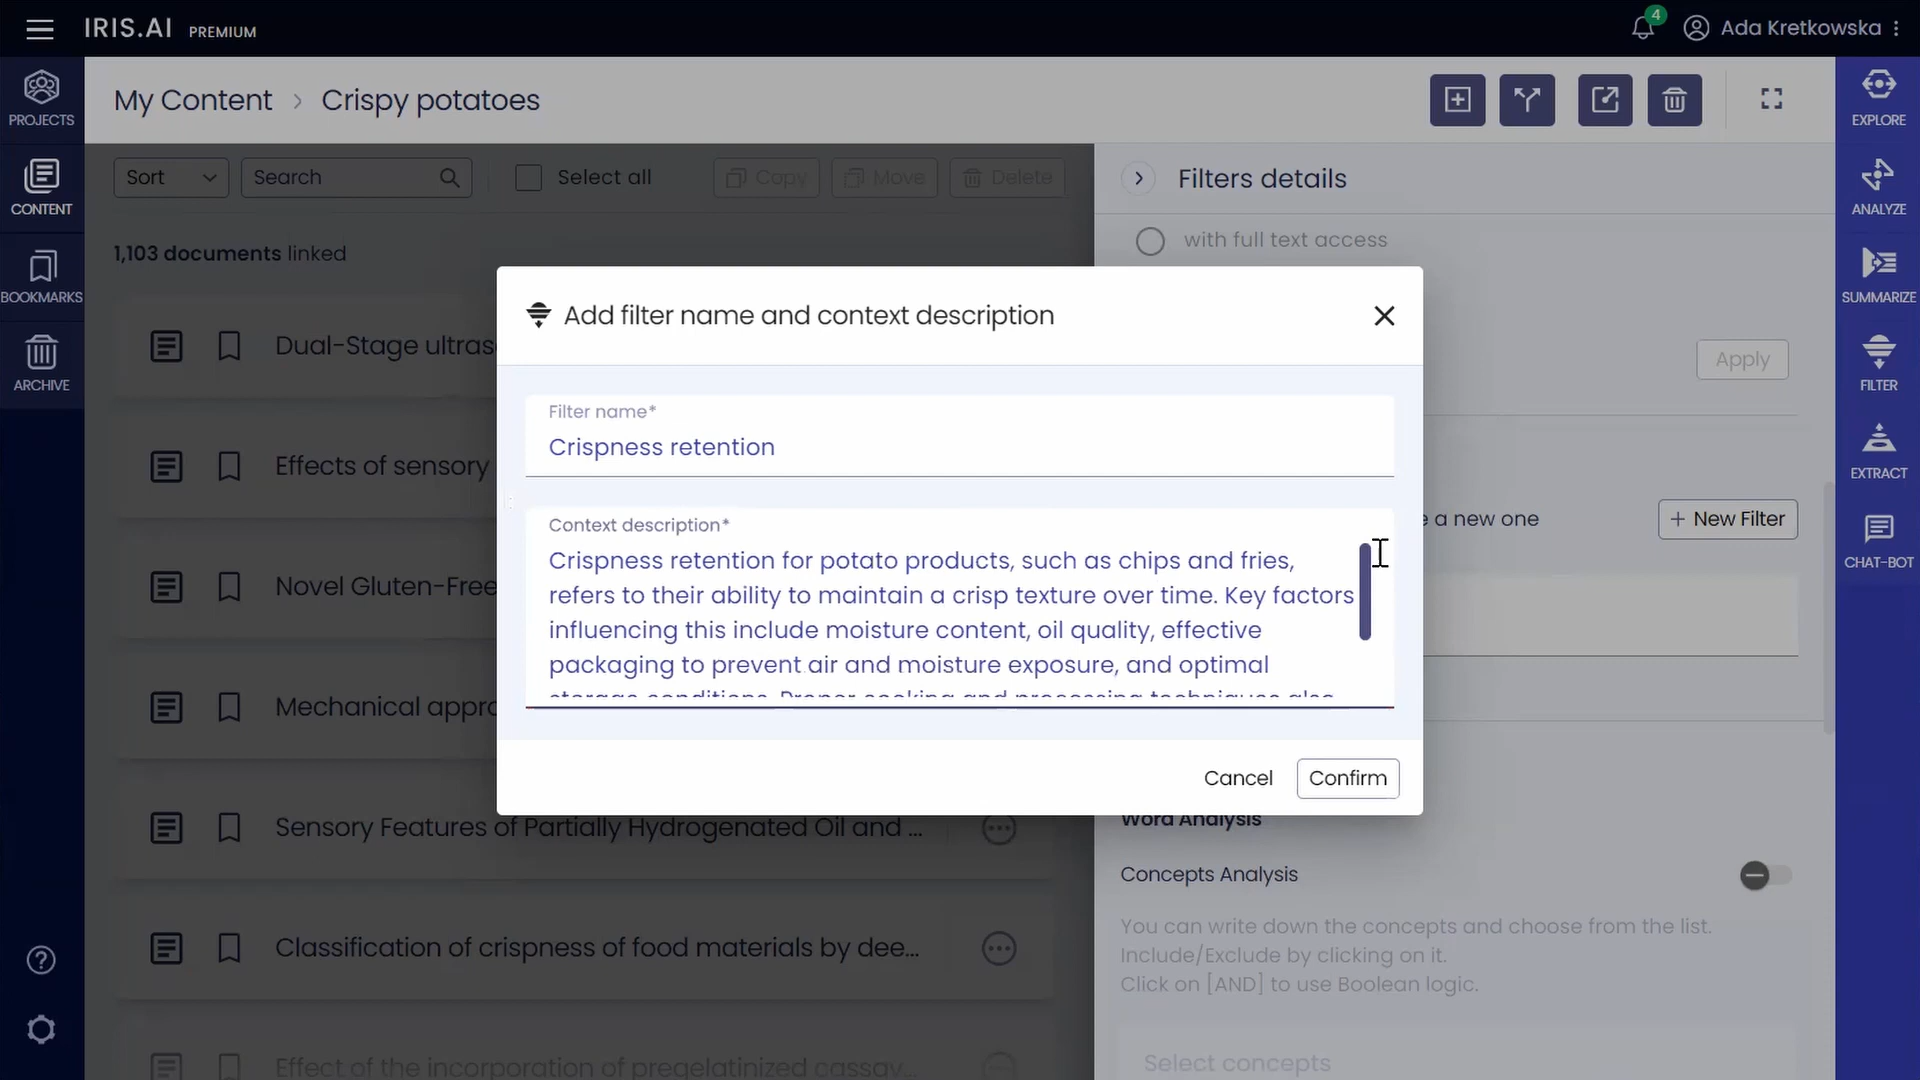 IRIS.AI PREMIUM
4
Ada Kretkowska
PROJECTS
CONTENT
BOOKMARKS
ARCHIVE
My Content > Crispy potatoes
Sort
Search
Select all
Copy
Move
Delete
1,103 documents linked
Dual-Stage ultras
Effects of sensory
Novel Gluten-Free
Mechanical appro
Sensory Features of Partially Hydrogenated Oil and ...
Classification of crispness of food materials by dee...
Effect of the incorporation of pregelatinized cassav...
Add filter name and context description
Filter name*
Crispness retention
Context description*
Crispness retention for potato products, such as chips and fries,
refers to their ability to maintain a crisp texture over time. Key factors
influencing this include moisture content, oil quality, effective
packaging to prevent air and moisture exposure, and optimal
storage conditions. Proper cooking and processing techniques also
Cancel
Confirm
Filters details
with full text access
Apply
e a new one
+ New Filter
Word Analysis
Concepts Analysis
You can write down the concepts and choose from the list.
Include/Exclude by clicking on it.
Click on [AND] to use Boolean logic.
Select concepts
EXPLORE
ANALYZE
SUMMARIZE
FILTER
EXTRACT
CHAT-BOT